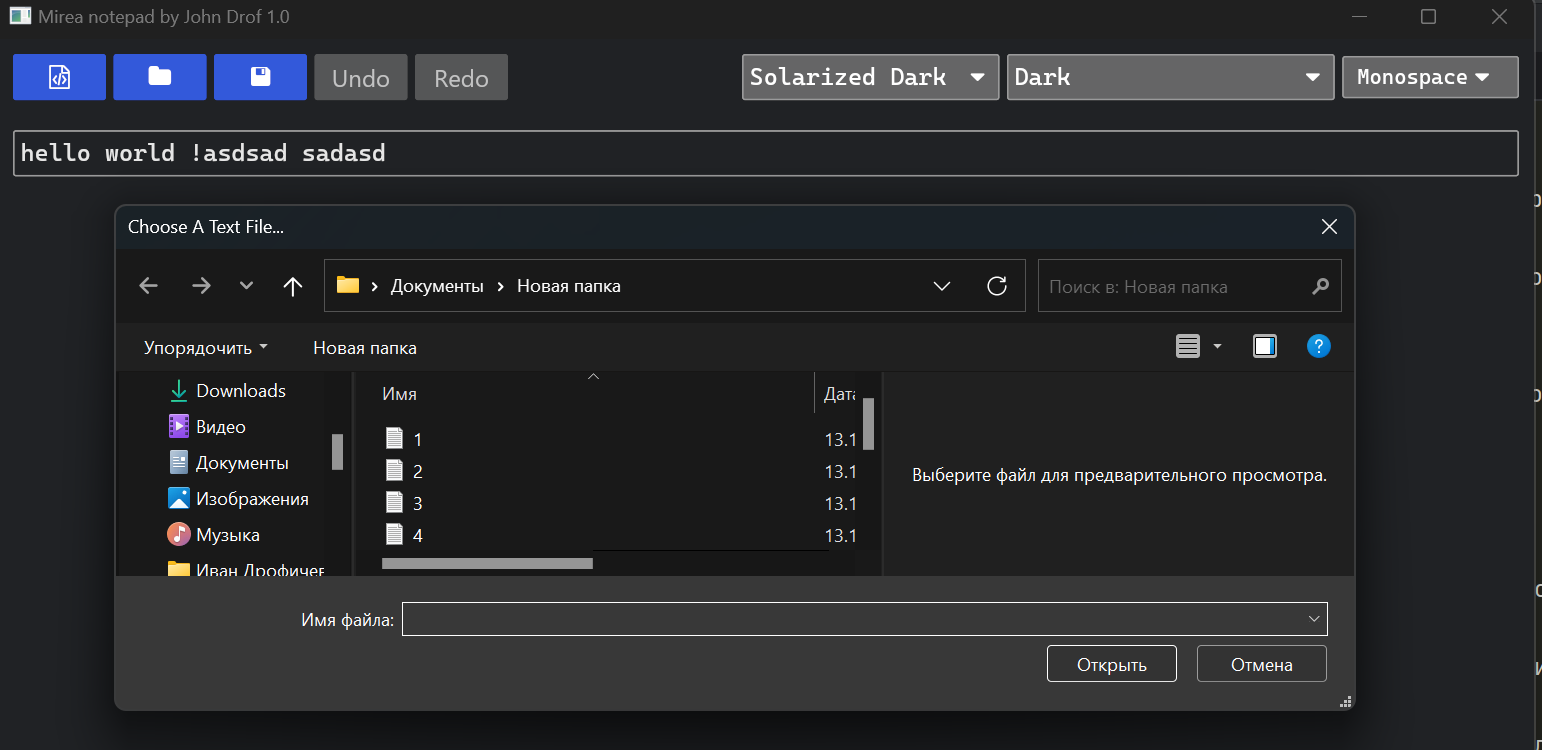 Mirea notepad by John Drof 1.0
Undo Redo Solarized Dark Dark Monospace
hello world !asdsad sadasd
Choose A Text File...
Документы Новая папка Поиск в: Новая папка
Упорядочить Новая папка
Downloads
Видео
Документы
Изображения
Музыка
Иван Дрофичев
Имя Дата
1 13.1
2 13.1
3 13.1
4 13.1
Выберите файл для предварительного просмотра.
Имя файла:
Открыть Отмена